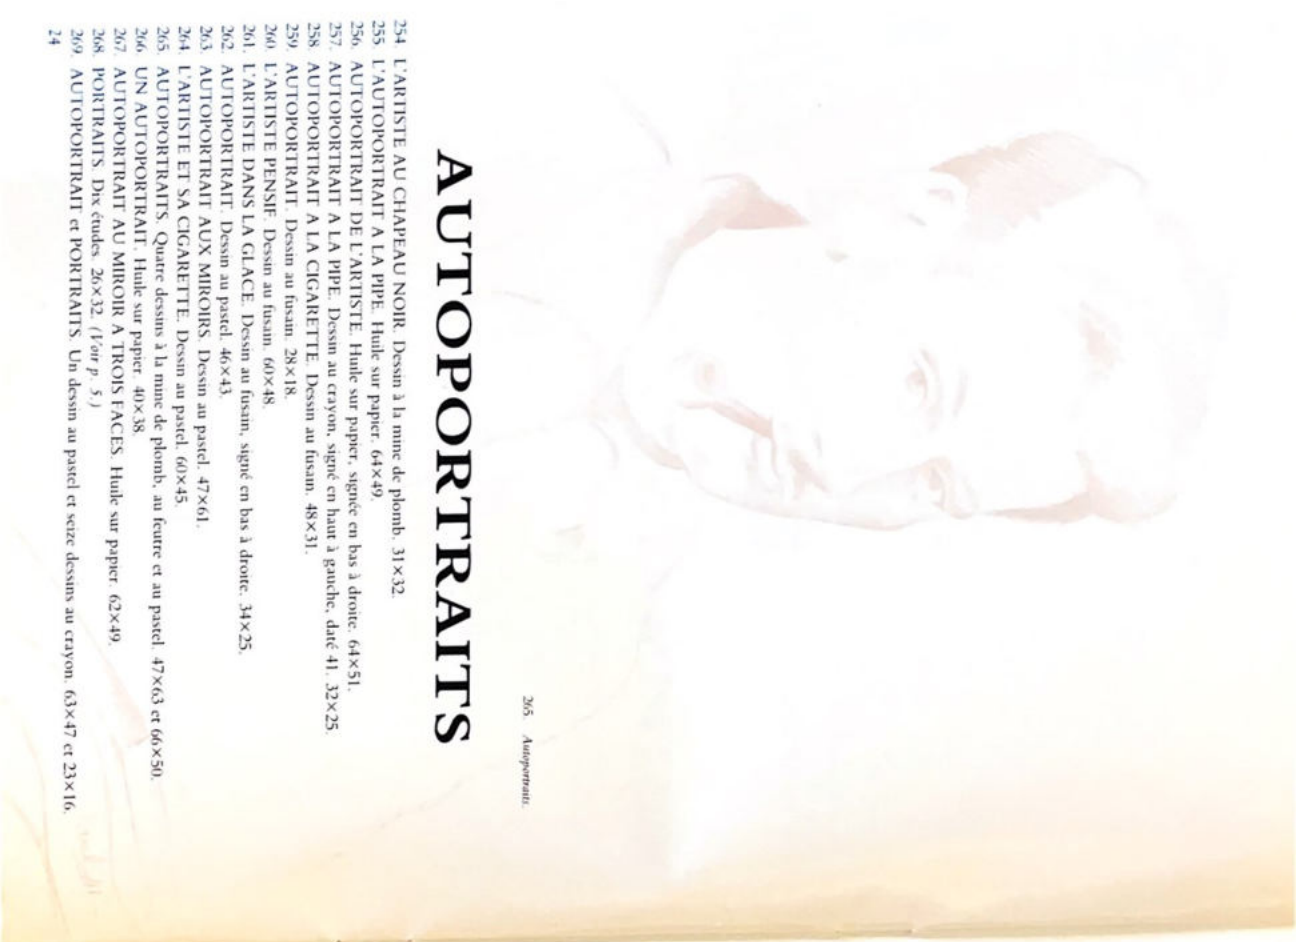 265. Autoportraits.
AUTOPORTRAITS
254. L'ARTISTE AU CHAPEAU NOIR. Dessin à la mine de plomb. 31×32.
255. L'AUTOPORTRAIT A LA PIPE. Huile sur papier. 64×49.
256. AUTOPORTRAIT DE L'ARTISTE. Huile sur papier, signée en bas à droite. 64×51.
257. AUTOPORTRAIT A LA PIPE. Dessin au crayon, signé en haut à gauche, daté 41. 32×25.
258. AUTOPORTRAIT A LA CIGARETTE. Dessin au fusain. 48×31.
259. AUTOPORTRAIT. Dessin au fusain. 28×18.
260. L'ARTISTE PENSIF. Dessin au fusain. 60×48.
261. L'ARTISTE DANS LA GLACE. Dessin au fusain, signé en bas à droite. 34×25.
262. AUTOPORTRAIT. Dessin au pastel. 46×43.
263. AUTOPORTRAIT AUX MIROIRS. Dessin au pastel. 47×61.
264. L'ARTISTE ET SA CIGARETTE. Dessin au pastel. 60×45.
265. AUTOPORTRAITS. Quatre dessins à la mine de plomb, au feutre et au pastel. 47×63 et 66×50.
266. UN AUTOPORTRAIT. Huile sur papier. 40×38.
267. AUTOPORTRAIT AU MIROIR A TROIS FACES. Huile sur papier. 62×49.
268. PORTRAITS. Dix études. 26×32. (Voir p. 5.)
269. AUTOPORTRAIT et PORTRAITS. Un dessin au pastel et seize dessins au crayon. 63×47 et 23×16.
24